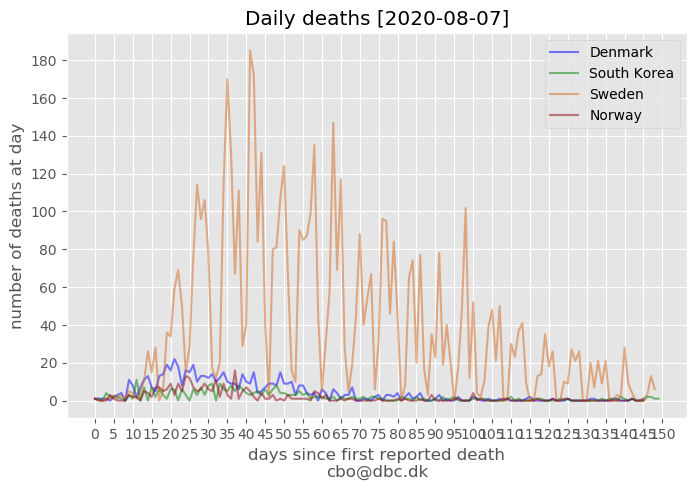 Daily deaths [2020-08-07]
Denmark
South Korea
Sweden
Norway
number of deaths at day
180
160
140
120
100
80
60
40
20
0
0 5 10 15 20 25 30 35 40 45 50 55 60 65 70 75 80 85 90 95 100 105 110 115 120 125 130 135 140 145 150
days since first reported death
cbo@dbc.dk